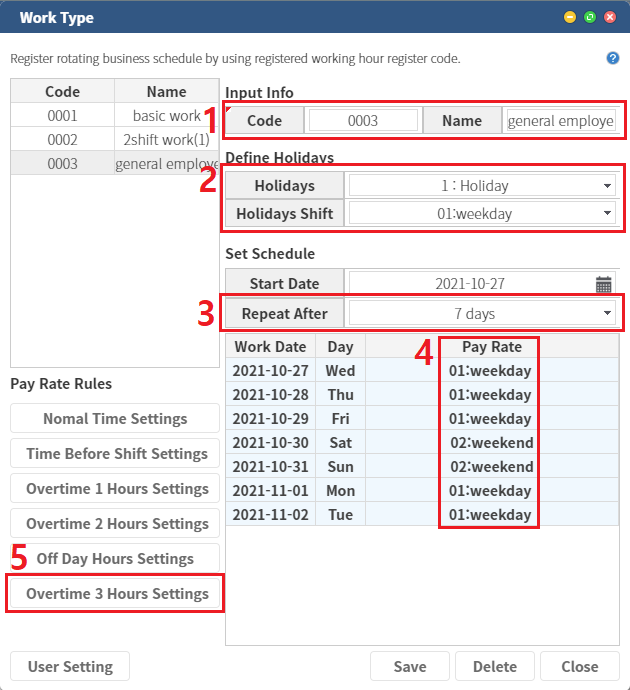 Work Type
Register rotating business schedule by using registered working hour register code.
?
Code Name
0001 basic work
0002 2shift work(1)
0003 general employe
Input Info
1
Code 0003 Name general employe
Define Holidays
2
Holidays 1 : Holiday
Holidays Shift 01:weekday
Set Schedule
Start Date 2021-10-27
3
Repeat After 7 days
4
Work Date Day Pay Rate
2021-10-27 Wed 01:weekday
2021-10-28 Thu 01:weekday
2021-10-29 Fri 01:weekday
2021-10-30 Sat 02:weekend
2021-10-31 Sun 02:weekend
2021-11-01 Mon 01:weekday
2021-11-02 Tue 01:weekday
Pay Rate Rules
Nomal Time Settings
Time Before Shift Settings
Overtime 1 Hours Settings
Overtime 2 Hours Settings
5
Off Day Hours Settings
Overtime 3 Hours Settings
User Setting
Save Delete Close